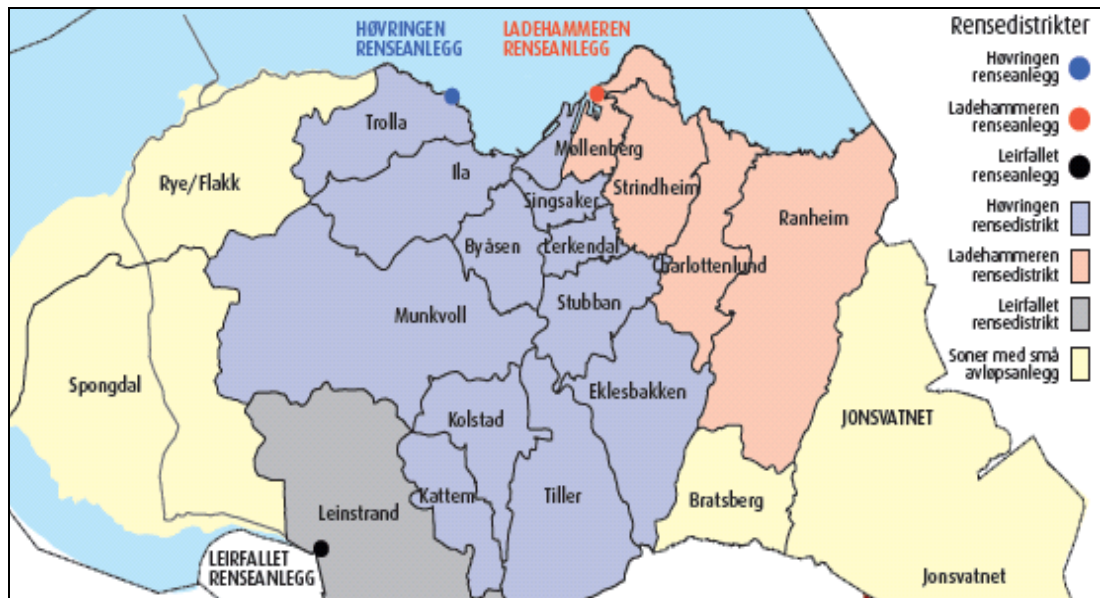 HØVRINGEN
RENSEANLEGG
LADEHAMMEREN
RENSEANLEGG
Rensedistrikter
Høvringen
renseanlegg
Ladehammeren
renseanlegg
Leirfallet
renseanlegg
Høvringen
rensedistrikt
Ladehammeren
rensedistrikt
Leirfallet
rensedistrikt
Soner med små
avløpsanlegg
Trolla
Møllenberg
Ila
Rye/Flakk
Strindheim
Singsaker
Ranheim
Byåsen
Lerkendal
Charlottenlund
Stubban
Munkvoll
Spongdal
Eklesbakken
Kolstad
JONSVATNET
Kattem
Tiller
Bratsberg
Leinstrand
LEIRFALLET
RENSEANLEGG
Jonsvatnet